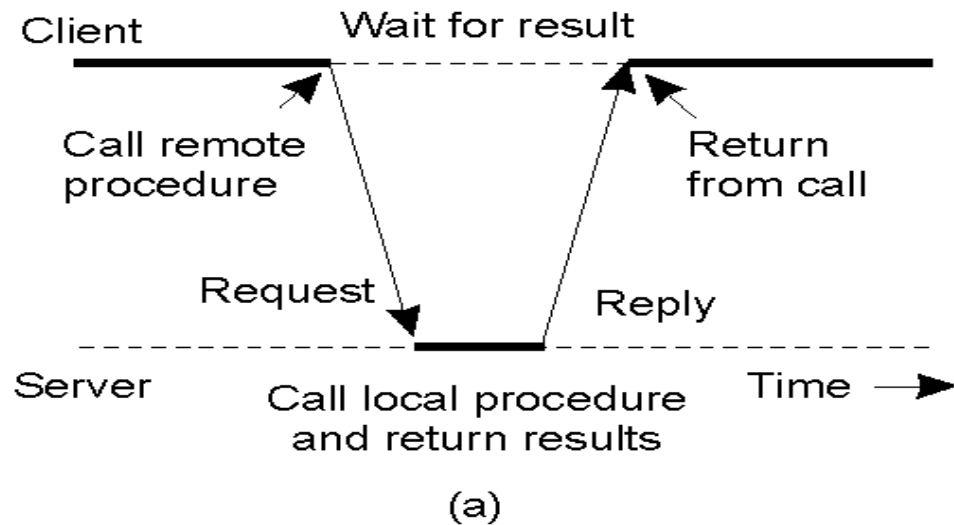 Client
Wait for result
Call remote
procedure
Return
from call
Request
Reply
Server
Call local procedure
and return results
Time
(a)